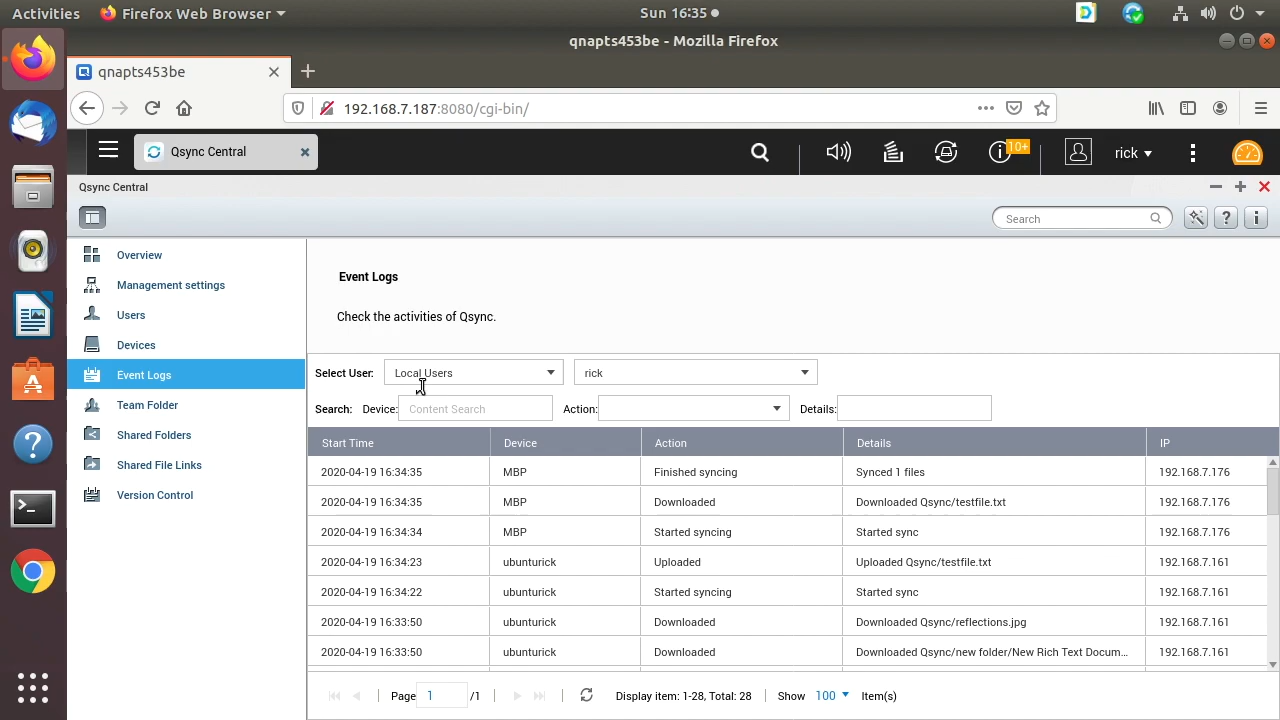 Activities Firefox Web Browser Sun 16:35
qnapts453be - Mozilla Firefox
qnapts453be
192.168.7.187:8080/cgi-bin/
Qsync Central 10+ rick
Qsync Central
Search
Overview
Management settings
Users
Devices
Event Logs
Team Folder
Shared Folders
Shared File Links
Version Control
Event Logs
Check the activities of Qsync.
Select User: Local Users rick
Search: Device: Content Search Action: Details:
Start Time Device Action Details IP
2020-04-19 16:34:35 MBP Finished syncing Synced 1 files 192.168.7.176
2020-04-19 16:34:35 MBP Downloaded Downloaded Qsync/testfile.txt 192.168.7.176
2020-04-19 16:34:34 MBP Started syncing Started sync 192.168.7.176
2020-04-19 16:34:23 ubunturick Uploaded Uploaded Qsync/testfile.txt 192.168.7.161
2020-04-19 16:34:22 ubunturick Started syncing Started sync 192.168.7.161
2020-04-19 16:33:50 ubunturick Downloaded Downloaded Qsync/reflections.jpg 192.168.7.161
2020-04-19 16:33:50 ubunturick Downloaded Downloaded Qsync/new folder/New Rich Text Docum... 192.168.7.161
Page 1 /1 Display item: 1-28, Total: 28 Show 100 Item(s)